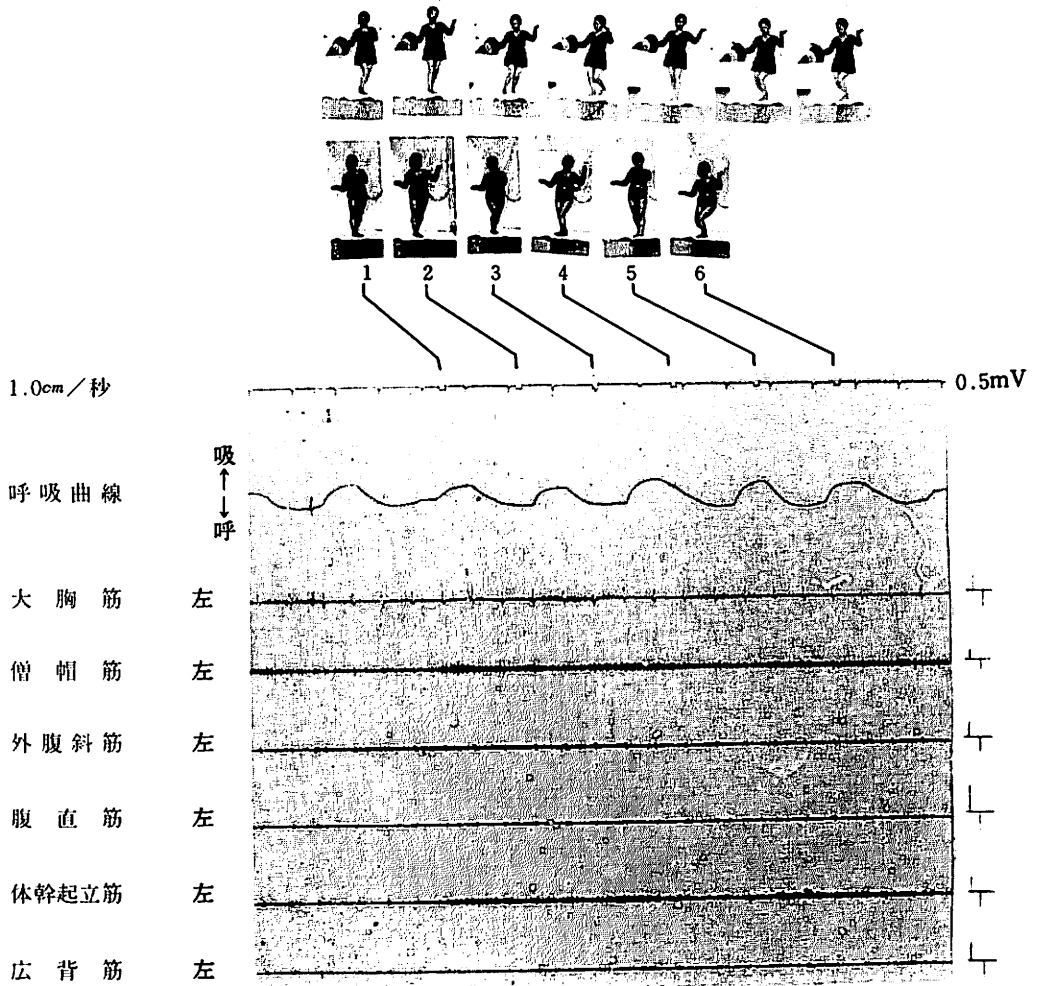 1 2 3 4 5 6
1.0cm/秒 0.5mV
1
吸
呼吸曲線
呼
大胸筋 左
僧帽筋 左
外腹斜筋 左
腹直筋 左
体幹起立筋 左
広背筋 左